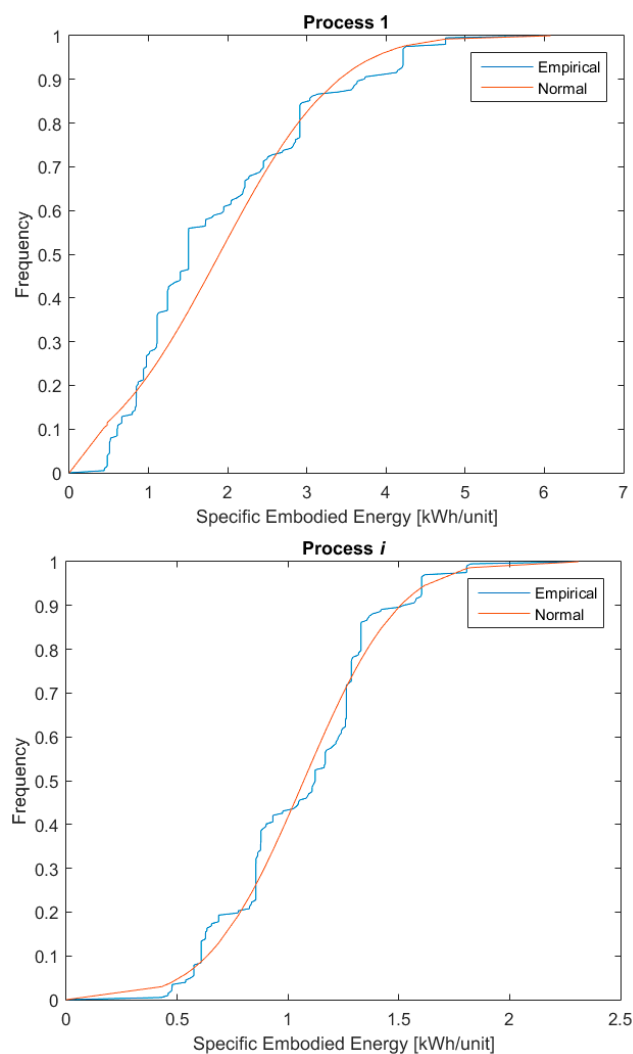 Process 1
1
0.9
0.8
0.7
0.6
0.5
0.4
0.3
0.2
0.1
0
Frequency
Empirical
Normal
0 1 2 3 4 5 6 7
Specific Embodied Energy [kWh/unit]
Process i
1
0.9
0.8
0.7
0.6
0.5
0.4
0.3
0.2
0.1
0
Frequency
Empirical
Normal
0 0.5 1 1.5 2 2.5
Specific Embodied Energy [kWh/unit]